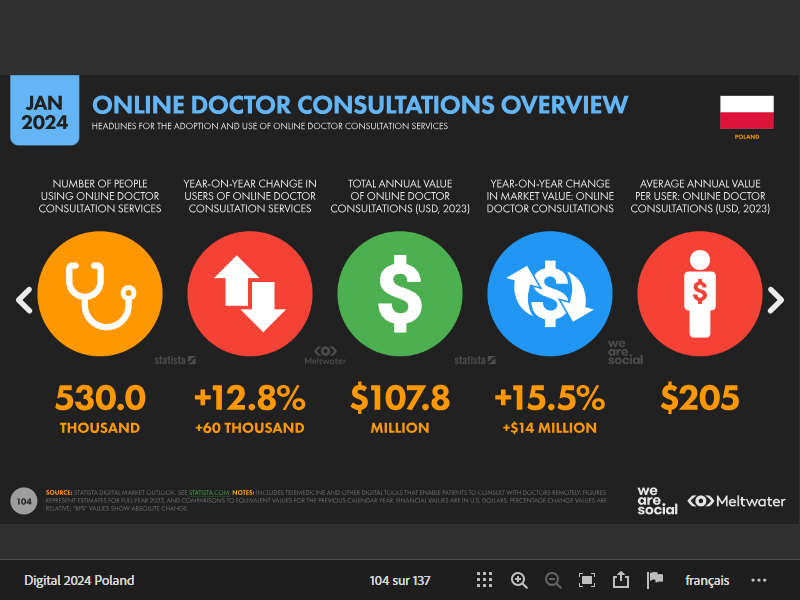 JAN
2024
ONLINE DOCTOR CONSULTATIONS OVERVIEW
HEADLINES FOR THE ADOPTION AND USE OF ONLINE DOCTOR CONSULTATION SERVICES
POLAND
NUMBER OF PEOPLE
USING ONLINE DOCTOR
CONSULTATION SERVICES
YEAR-ON-YEAR CHANGE IN
USERS OF ONLINE DOCTOR
CONSULTATION SERVICES
TOTAL ANNUAL VALUE
OF ONLINE DOCTOR
CONSULTATIONS (USD, 2023)
YEAR-ON-YEAR CHANGE
IN MARKET VALUE: ONLINE
DOCTOR CONSULTATIONS
AVERAGE ANNUAL VALUE
PER USER: ONLINE DOCTOR
CONSULTATIONS (USD, 2023)
$
$
$
statista
Meltwater
statista
we
are.
social
530.0
THOUSAND
+12.8%
+60 THOUSAND
$107.8
MILLION
+15.5%
+$14 MILLION
$205
104
SOURCE: STATISTA DIGITAL MARKET OUTLOOK. SEE STATISTA.COM. NOTES: INCLUDES TELEMEDICINE AND OTHER DIGITAL TOOLS THAT ENABLE PATIENTS TO CONSULT WITH DOCTORS REMOTELY. FIGURES
REPRESENT ESTIMATES FOR FULL-YEAR 2023, AND COMPARISONS TO EQUIVALENT VALUES FOR THE PREVIOUS CALENDAR YEAR. FINANCIAL VALUES ARE IN U.S. DOLLARS. PERCENTAGE CHANGE VALUES ARE
RELATIVE; "BPS" VALUES SHOW ABSOLUTE CHANGE.
we
are.
social
Meltwater
Digital 2024 Poland
104 sur 137
français